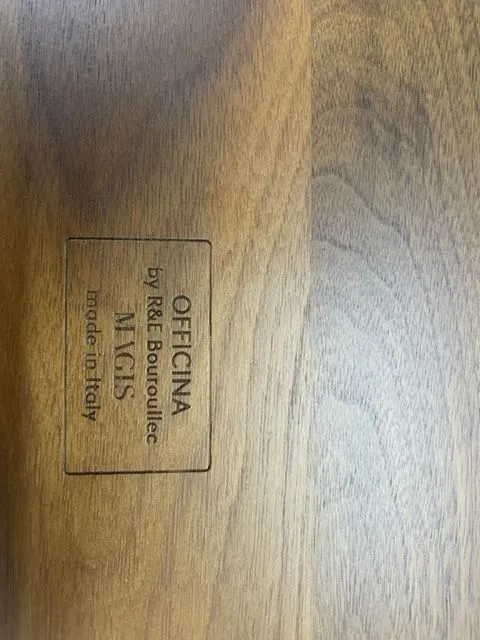 OFFICINA
by R&E Bouroullec
MAGIS
made in Italy